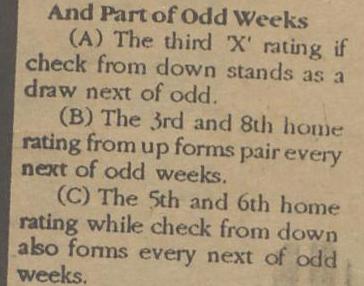 And Part of Odd Weeks
(A) The third 'X' rating if
check from down stands as a
draw next of odd.
(B) The 3rd and 8th home
rating from up forms pair every
next of odd weeks.
(C) The 5th and 6th home
rating while check from down
also forms every next of odd
weeks.